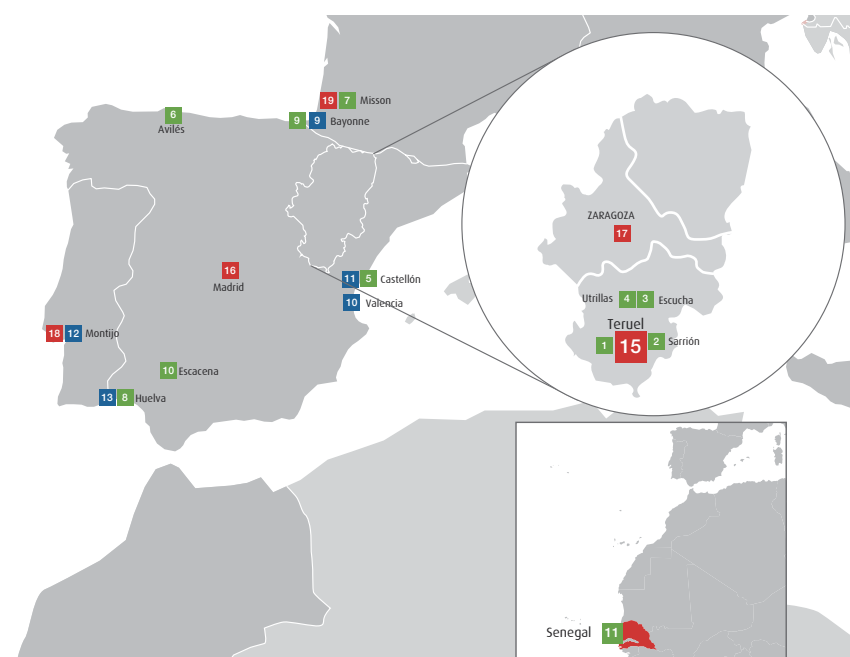 6
Avilés
19 7 Misson
9 9 Bayonne
ZARAGOZA
17
16
Madrid
11 5 Castellón
10 Valencia
Utrillas 4 3 Escucha
Teruel
1 15 2 Sarrión
18 12 Montijo
10 Escacena
13 8 Huelva
Senegal 11